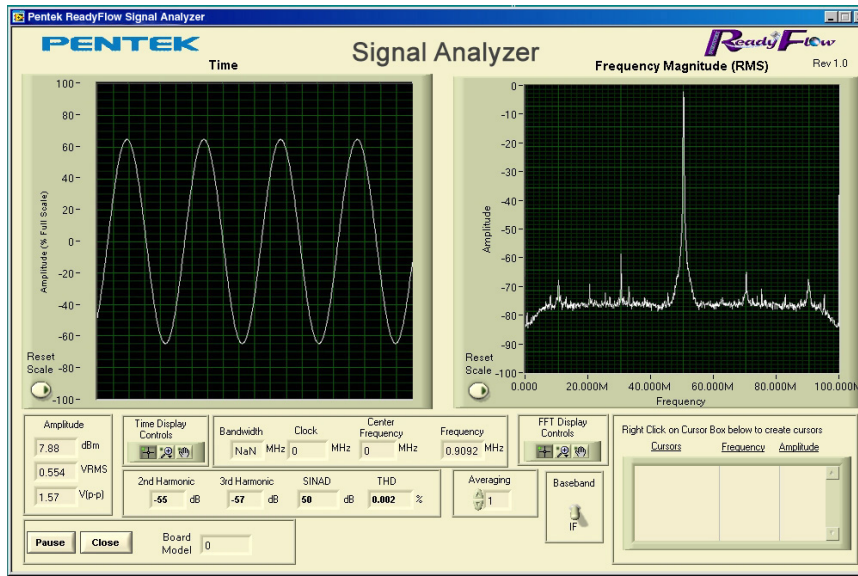 Pentek ReadyFlow Signal Analyzer
PENTEK
Signal Analyzer
ReadyFlow
Rev 1.0
Time
100
80
60
40
20
0
-20
-40
-60
-80
-100
Amplitude (% Full Scale)
Reset
Scale
Frequency Magnitude (RMS)
0
-10
-20
-30
-40
-50
-60
-70
-80
-90
-100
Amplitude
0.000 20.000M 40.000M 60.000M 80.000M 100.000M
Frequency
Reset
Scale
Amplitude
7.88 dBm
0.554 VRMS
1.57 V(p-p)
Time Display
Controls
Bandwidth
NaN MHz
Clock
0 MHz
Center
Frequency
0 MHz
Frequency
0.9092 MHz
FFT Display
Controls
Right Click on Cursor Box below to create cursors
Cursors Frequency Amplitude
2nd Harmonic
-55 dB
3rd Harmonic
-57 dB
SINAD
50 dB
THD
0.002 %
Averaging
1
Baseband
IF
Pause Close
Board
Model 0